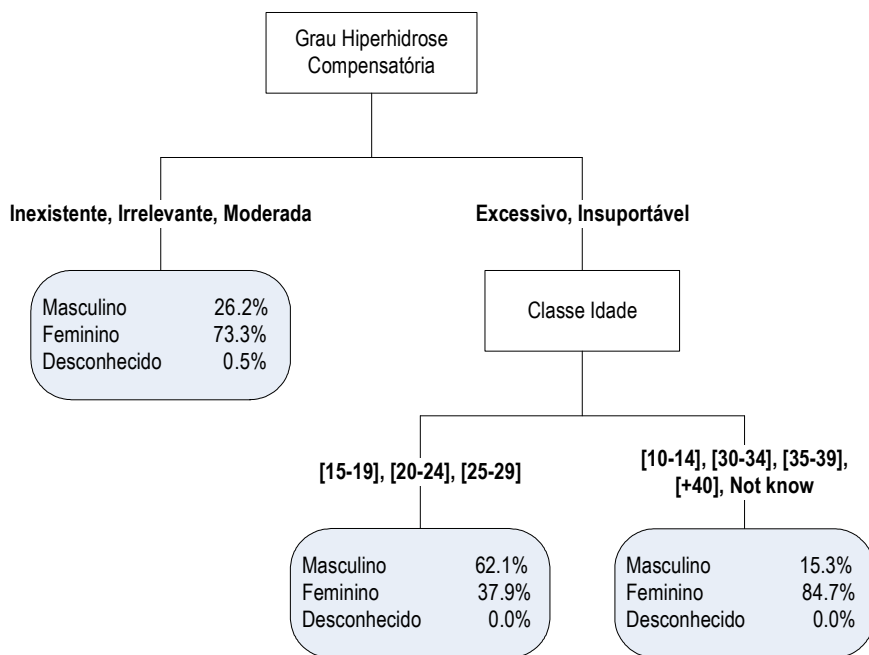 Grau Hiperhidrose
Compensatória
Inexistente, Irrelevante, Moderada
Excessivo, Insuportável
Masculino 26.2%
Feminino 73.3%
Desconhecido 0.5%
Classe Idade
[15-19], [20-24], [25-29]
[10-14], [30-34], [35-39],
[+40], Not know
Masculino 62.1%
Feminino 37.9%
Desconhecido 0.0%
Masculino 15.3%
Feminino 84.7%
Desconhecido 0.0%